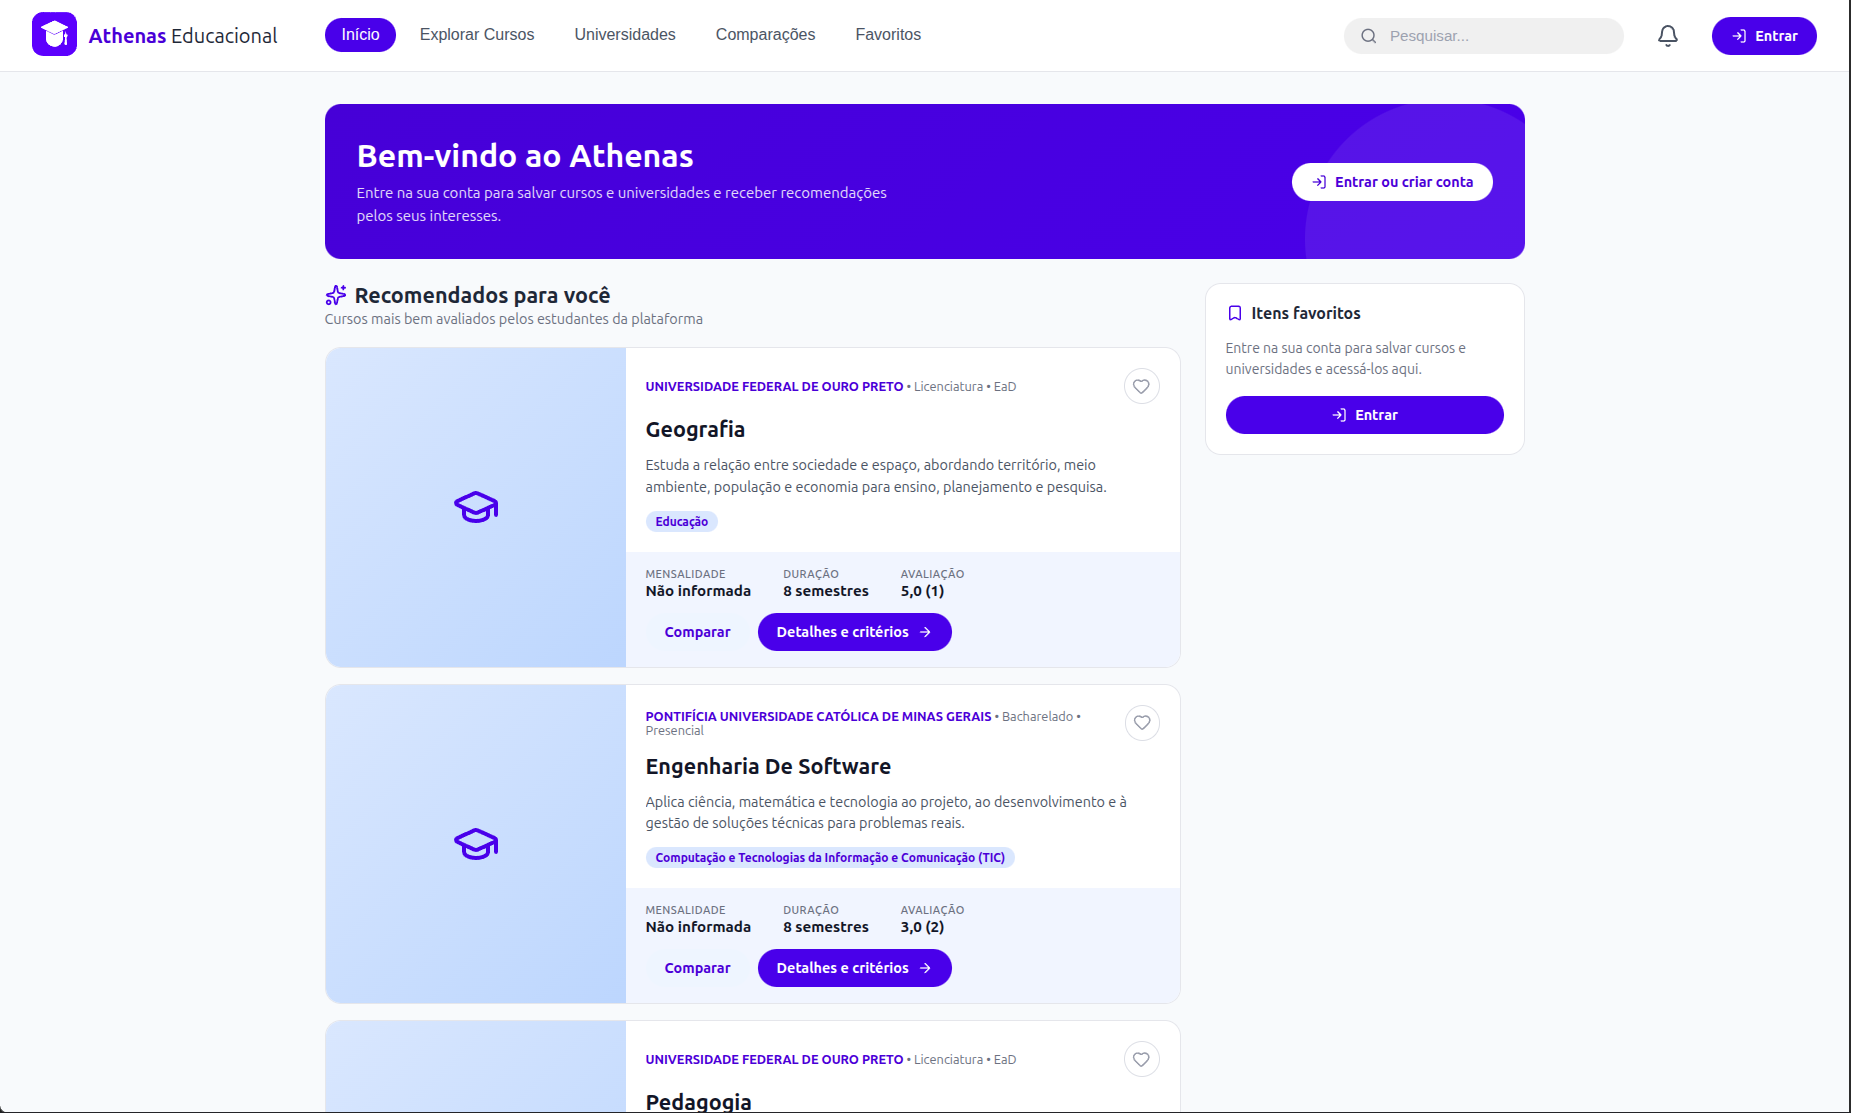 Athenas Educacional
Início
Explorar Cursos
Universidades
Comparações
Favoritos
Pesquisar...
Entrar
Bem-vindo ao Athenas
Entre na sua conta para salvar cursos e universidades e receber recomendações
pelos seus interesses.
Entrar ou criar conta
Recomendados para você
Cursos mais bem avaliados pelos estudantes da plataforma
UNIVERSIDADE FEDERAL DE OURO PRETO • Licenciatura • EaD
Geografia
Estuda a relação entre sociedade e espaço, abordando território, meio
ambiente, população e economia para ensino, planejamento e pesquisa.
Educação
MENSALIDADE DURAÇÃO AVALIAÇÃO
Não informada 8 semestres 5,0 (1)
Comparar
Detalhes e critérios
PONTIFÍCIA UNIVERSIDADE CATÓLICA DE MINAS GERAIS • Bacharelado •
Presencial
Engenharia De Software
Aplica ciência, matemática e tecnologia ao projeto, ao desenvolvimento e à
gestão de soluções técnicas para problemas reais.
Computação e Tecnologias da Informação e Comunicação (TIC)
MENSALIDADE DURAÇÃO AVALIAÇÃO
Não informada 8 semestres 3,0 (2)
Comparar
Detalhes e critérios
UNIVERSIDADE FEDERAL DE OURO PRETO • Licenciatura • EaD
Pedagogia
Itens favoritos
Entre na sua conta para salvar cursos e
universidades e acessá-los aqui.
Entrar